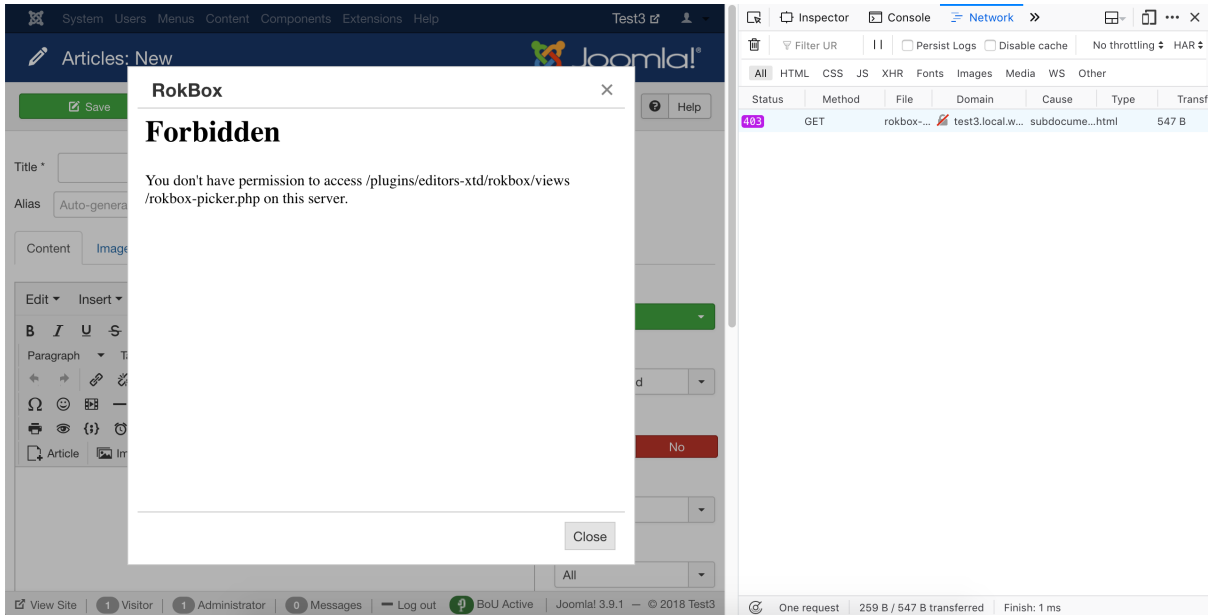 System Users Menus Content Components Extensions Help Test3
Articles: New Joomla!®
Save Help
RokBox ×
Forbidden
You don't have permission to access /plugins/editors-xtd/rokbox/views
/rokbox-picker.php on this server.
Close
Title *
Alias Auto-genera
Content Image
Edit Insert
B I U S
Paragraph
Ω
{;}
Article Im
d
No
All
View Site 1 Visitor 1 Administrator 0 Messages Log out BoU Active Joomla! 3.9.1 — © 2018 Test3
Inspector Console Network
Filter UR Persist Logs Disable cache No throttling HAR
All HTML CSS JS XHR Fonts Images Media WS Other
Status Method File Domain Cause Type Transf
403 GET rokbox-... test3.local.w... subdocume... html 547 B
One request 259 B / 547 B transferred Finish: 1 ms